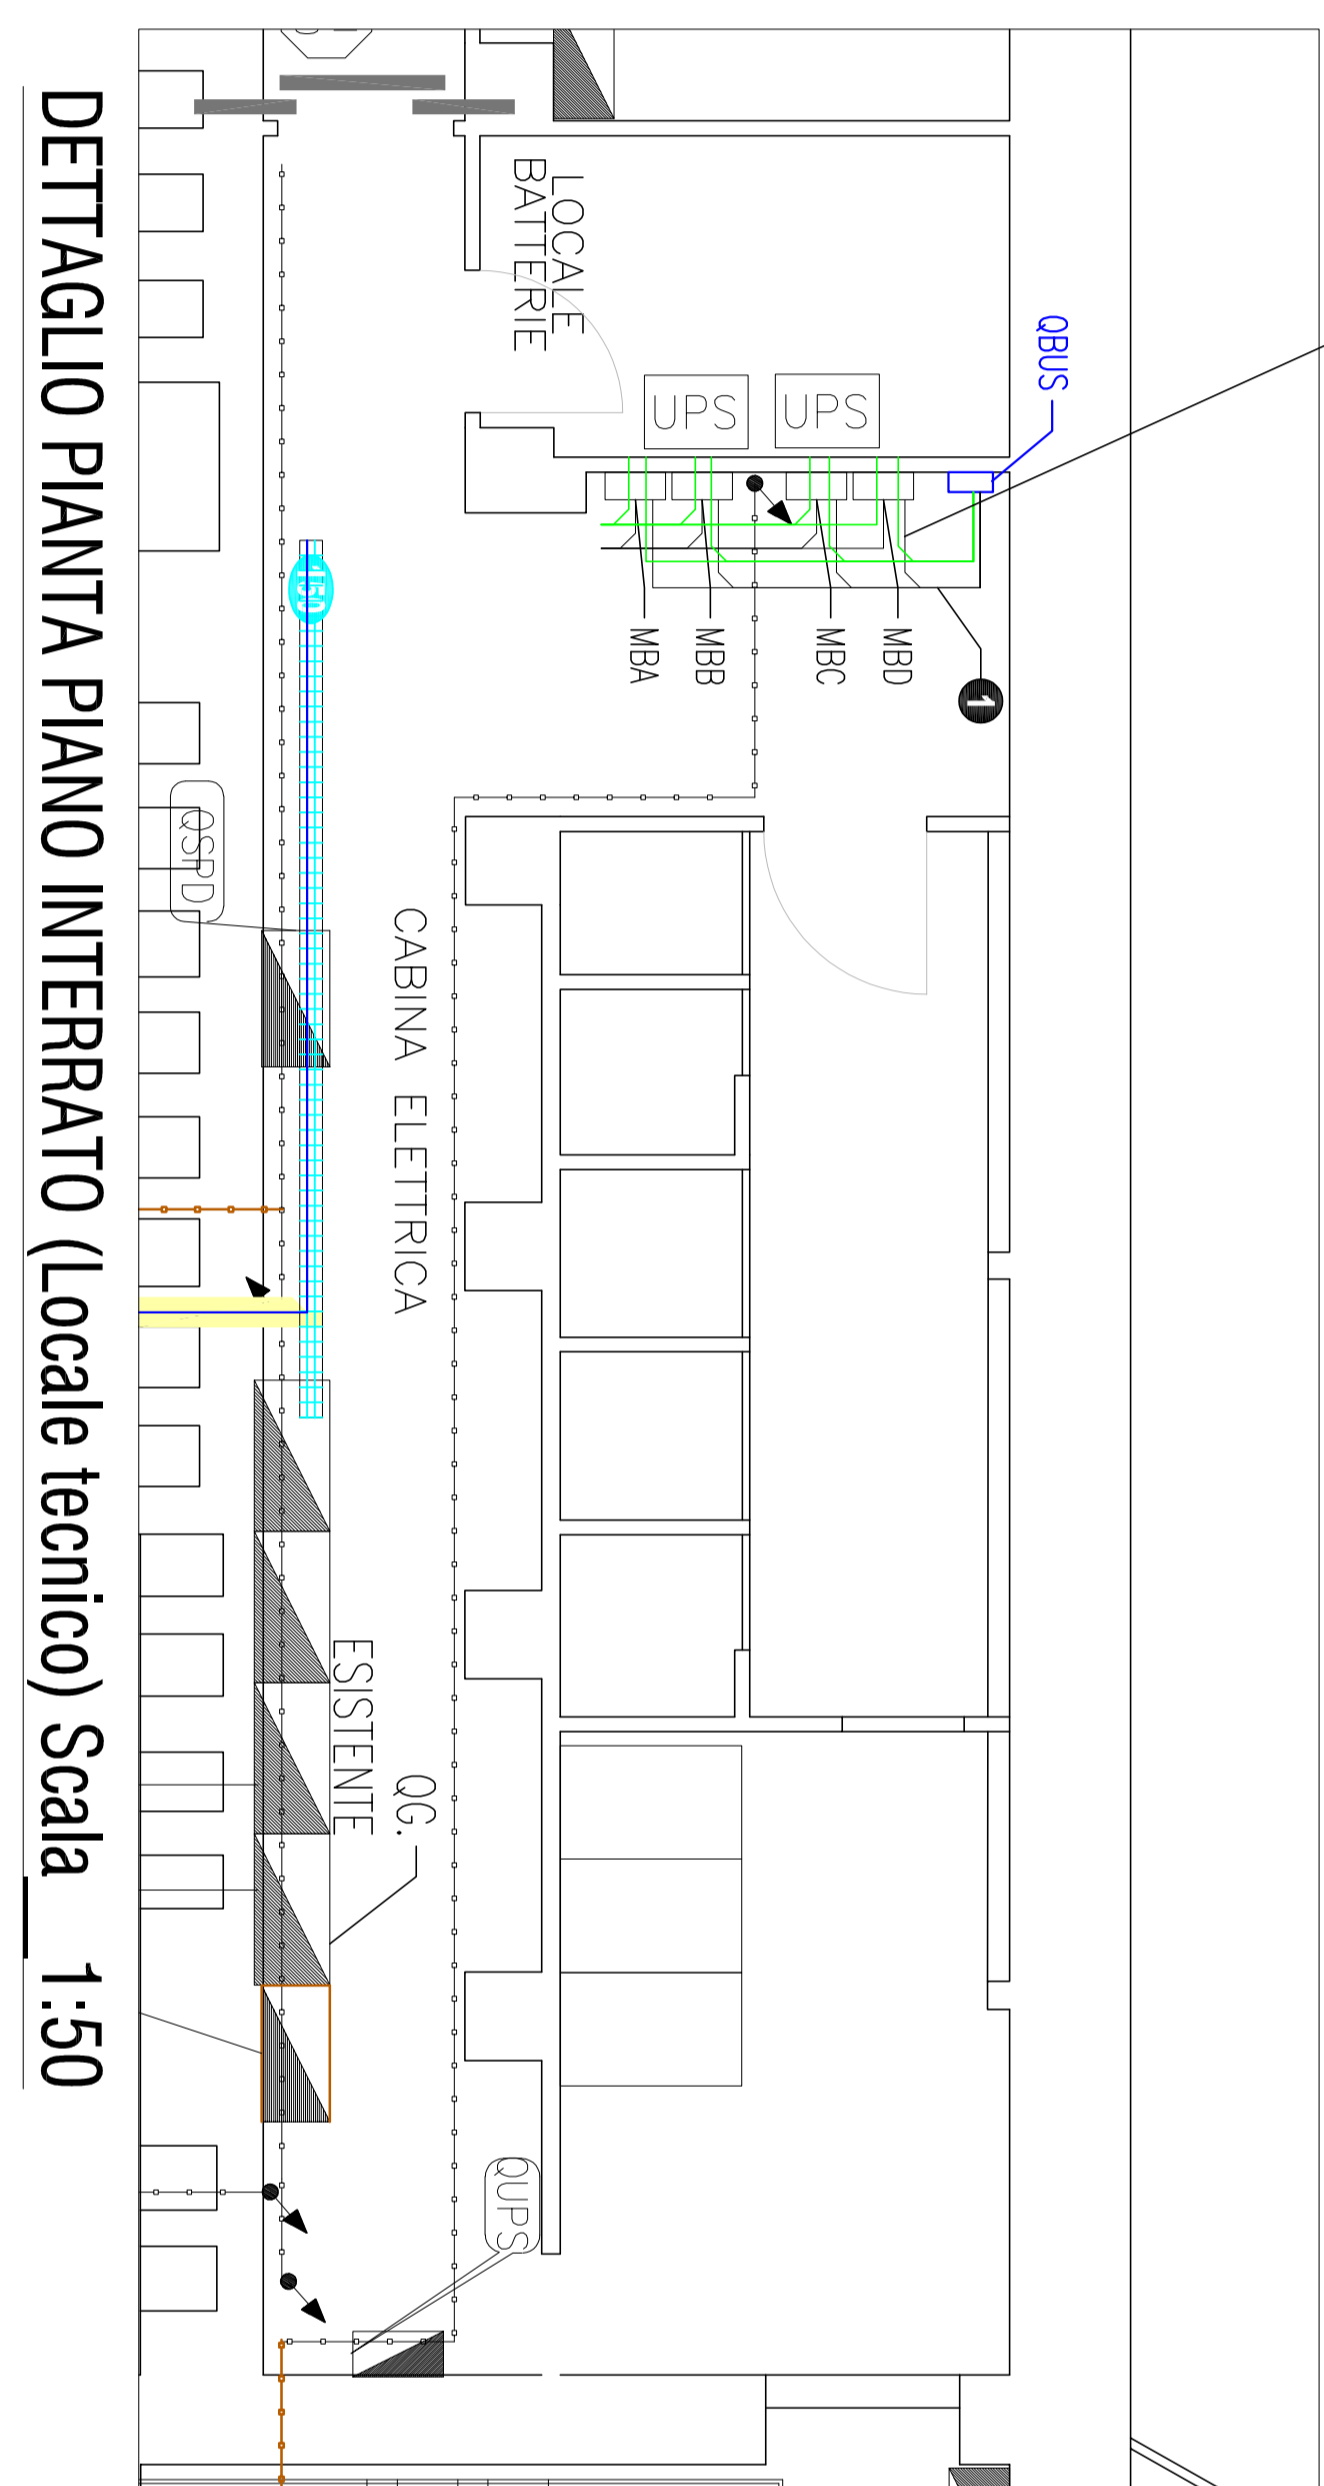 QBUS
UPS
UPS
LOCALE
BATTERIE
MBD
MBC
MBB
MBA
1
150
QSPD
CABINA ELETTRICA
QG.
ESISTENTE
QUPS
DETTAGLIO PIANTA PIANO INTERRATO (Locale tecnico) Scala 1:50